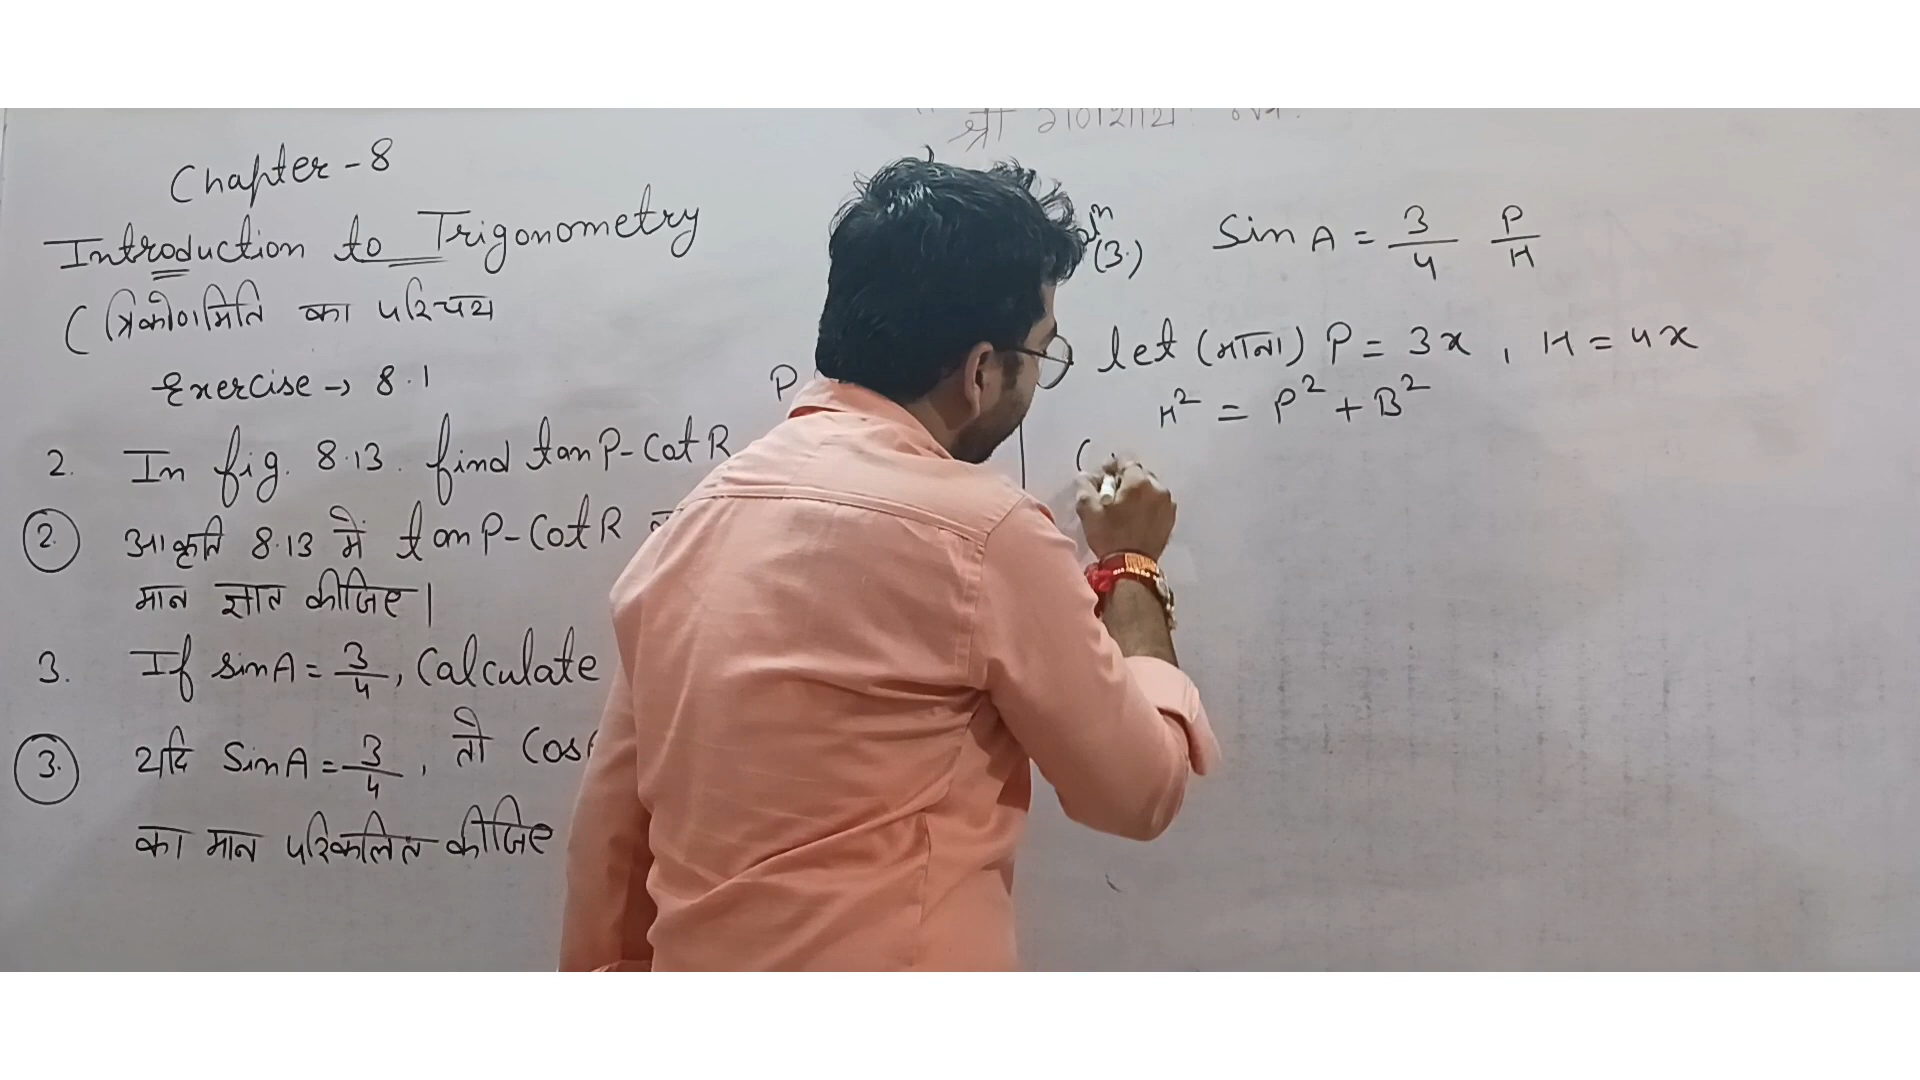 Chapter - 8
Introduction to Trigonometry
( त्रिकोणमिति का परिचय
Exercise → 8.1
2. In fig. 8.13. find tan P - Cot R
2. आकृति 8.13 में tan P - Cot R
मान ज्ञात कीजिए।
3. If sin A = 3/4, Calculate
3. यदि Sin A = 3/4, तो Cos
का मान परिकलित कीजिए
P
श्री
(3.) Sin A = 3/4 P/H
let (माना) P = 3x , H = 4x
H² = P² + B²
(